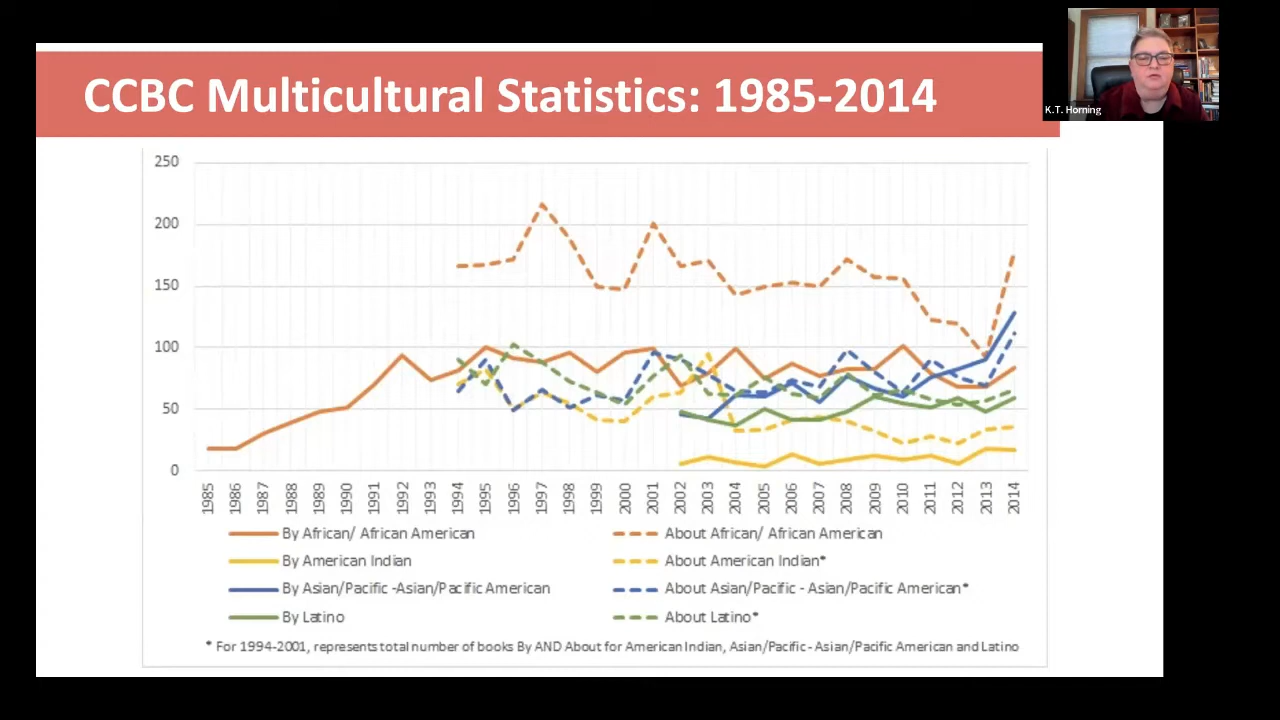 CCBC Multicultural Statistics: 1985-2014
K.T. Horning
250
200
150
100
50
0
1985 1986 1987 1988 1989 1990 1991 1992 1993 1994 1995 1996 1997 1998 1999 2000 2001 2002 2003 2004 2005 2006 2007 2008 2009 2010 2011 2012 2013 2014
By African/ African American About African/ African American
By American Indian About American Indian*
By Asian/Pacific -Asian/Pacific American About Asian/Pacific - Asian/Pacific American*
By Latino About Latino*
* For 1994-2001, represents total number of books By AND About for American Indian, Asian/Pacific - Asian/Pacific American and Latino